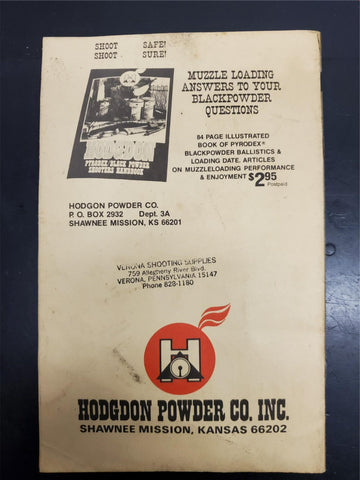 SHOOT SAFE!
SHOOT SURE!
MUZZLE LOADING
ANSWERS TO YOUR
BLACKPOWDER
QUESTIONS
HODGDON
PYRODEX BLACK POWDER
SHOOTERS HANDBOOK
84 PAGE ILLUSTRATED
BOOK OF PYRODEX®
BLACKPOWDER BALLISTICS &
LOADING DATE. ARTICLES
ON MUZZLELOADING PERFORMANCE
& ENJOYMENT $2.95
Postpaid
HODGON POWDER CO.
P. O. BOX 2932 Dept. 3A
SHAWNEE MISSION, KS 66201
VERONA SHOOTING SUPPLIES
759 Allegheny River Blvd.
VERONA, PENNSYLVANIA 15147
Phone 828-1180
H
HODGDON POWDER CO. INC.
SHAWNEE MISSION, KANSAS 66202